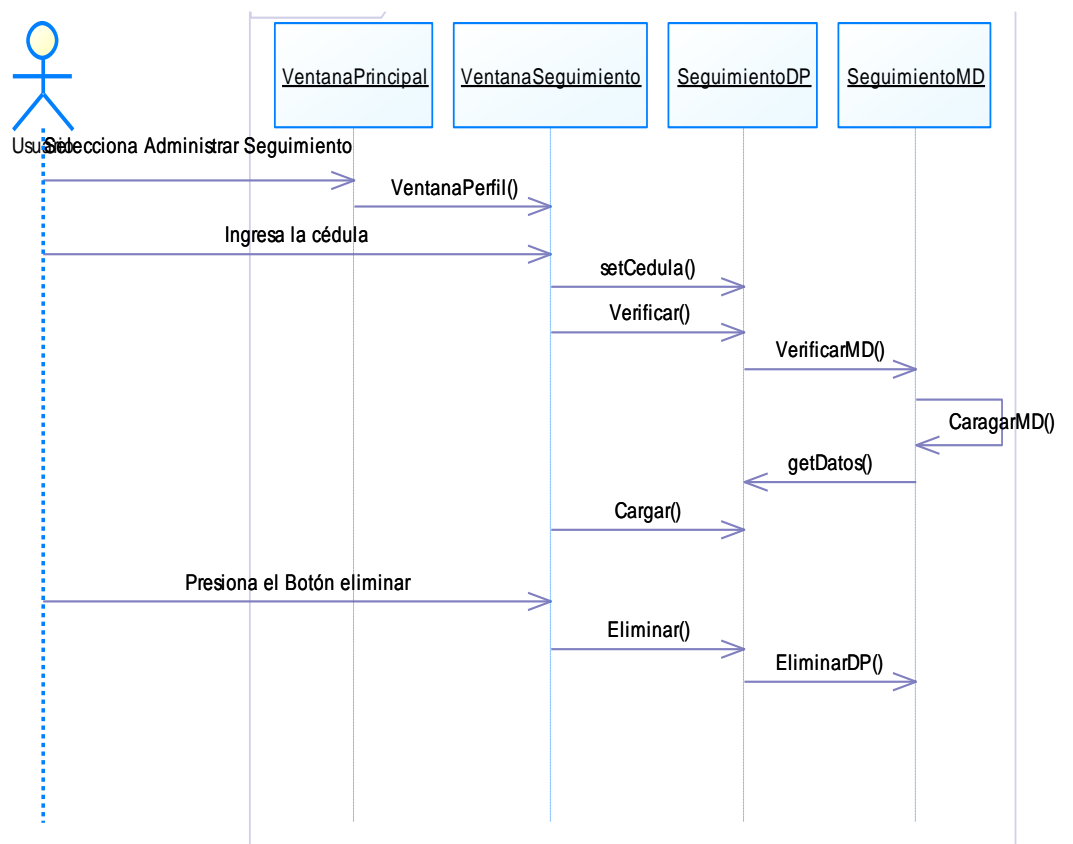 VentanaPrincipal
VentanaSeguimiento
SeguimientoDP
SeguimientoMD
Usuario
Selecciona Administrar Seguimiento
VentanaPerfil()
Ingresa la cédula
setCedula()
Verificar()
VerificarMD()
CaragarMD()
getDatos()
Cargar()
Presiona el Botón eliminar
Eliminar()
EliminarDP()